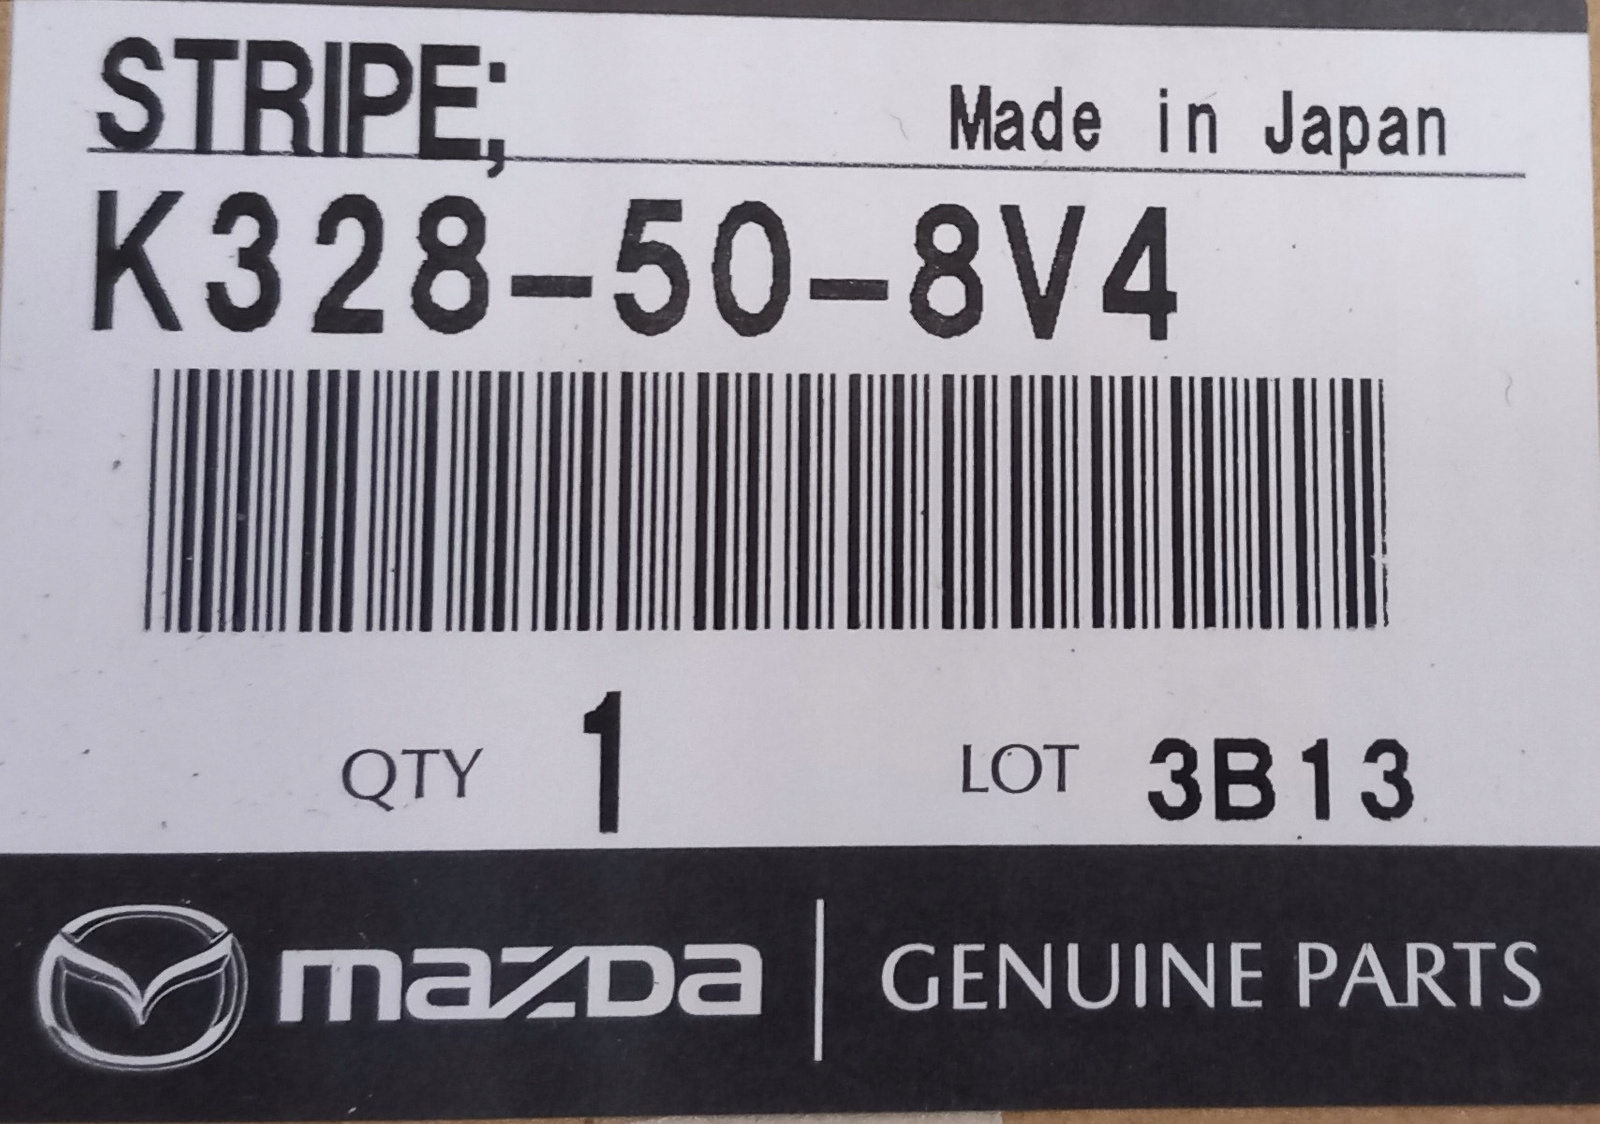 STRIPE; Made in Japan
K328-50-8V4
QTY 1 LOT 3B13
mazda GENUINE PARTS